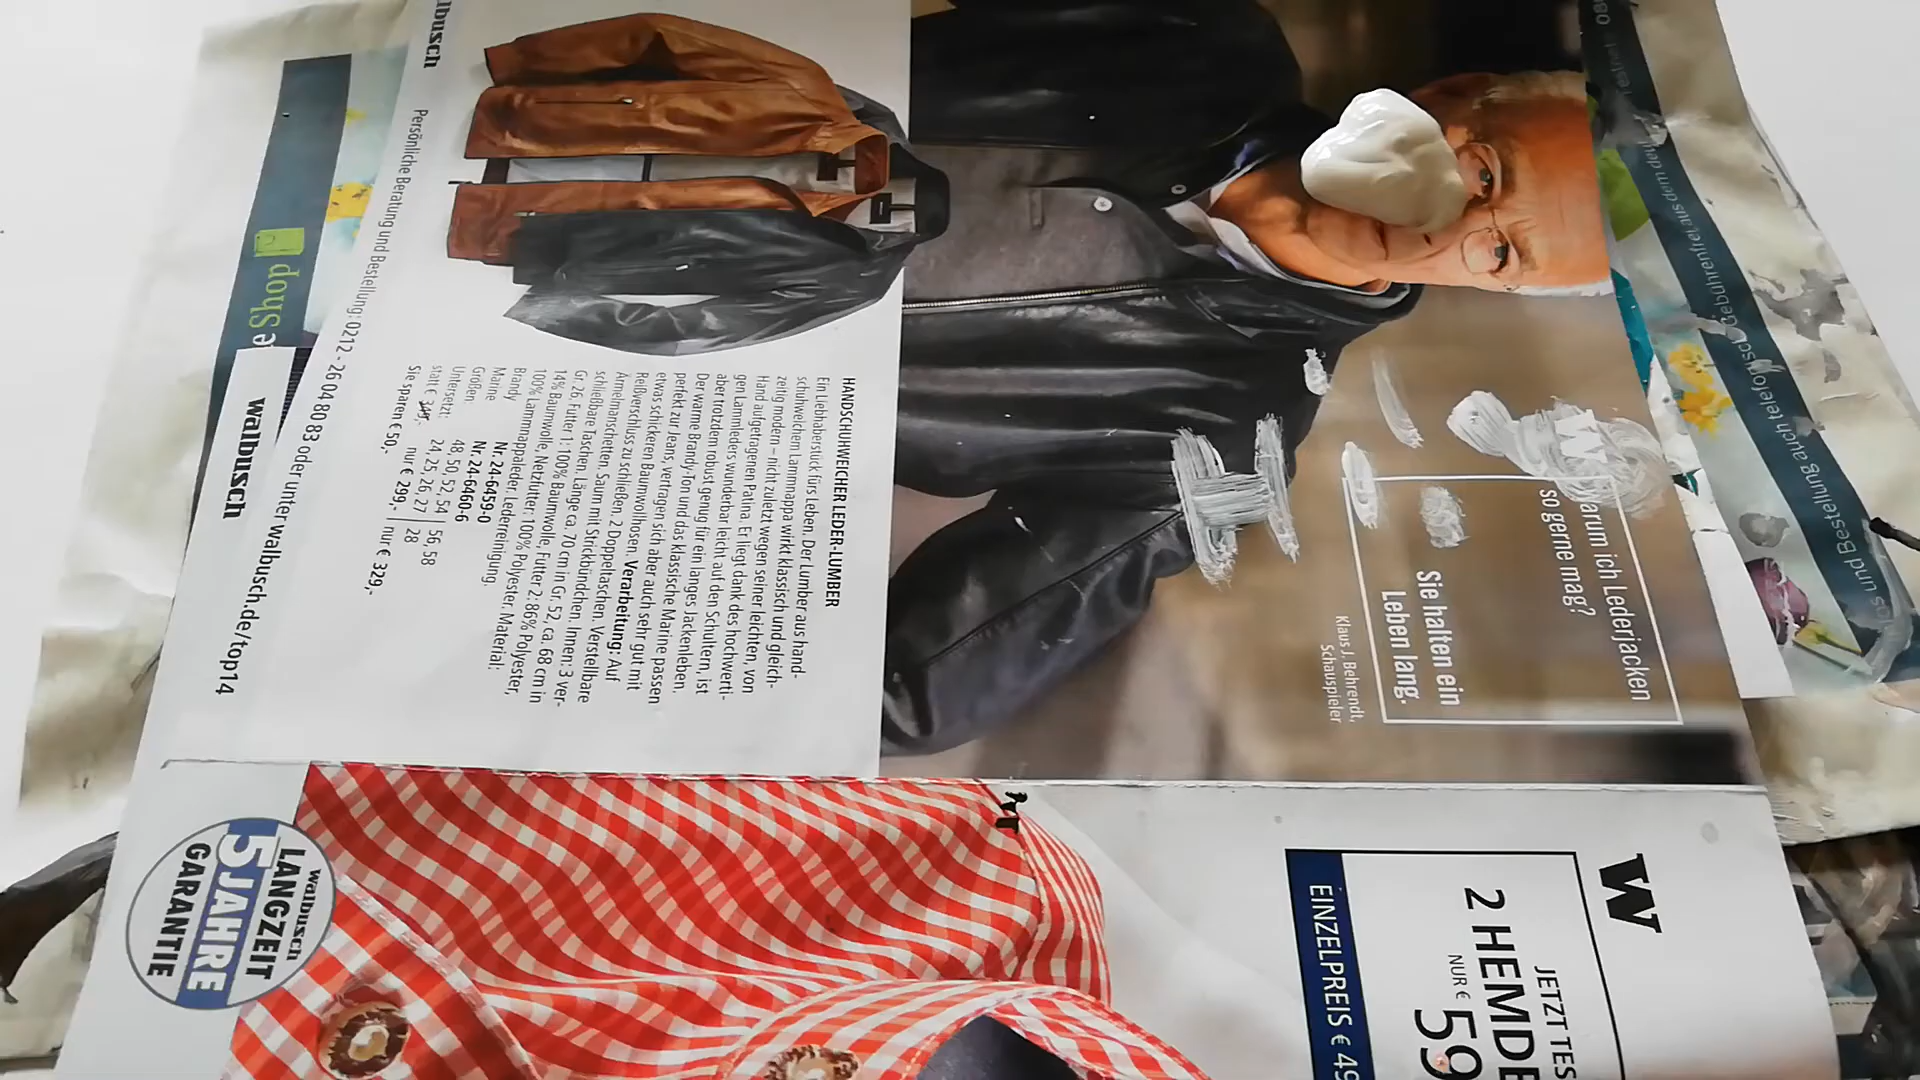 walbusch
Persönliche Beratung und Bestellung: 0212 - 26 04 80 83 oder unter walbusch.de/top14
HANDSCHUHWEICHER LEDER-LUMBER
Ein Liebhaberstück fürs Leben. Der Lumber aus hand-
schuhweichem Lammnappa wirkt klassisch und gleich-
zeitig modern – nicht zuletzt wegen seiner leichten, von
Hand aufgetragenen Patina. Er liegt dank des hochwerti-
gen Lammleders wunderbar leicht auf den Schultern, ist
aber trotzdem robust genug für ein langes Jackenleben.
Der warme Brandy-Ton und das klassische Marine passen
perfekt zur Jeans, vertragen sich aber auch sehr gut mit
etwas schickeren Baumwollhosen. Verarbeitung: Auf
Reißverschluss zu schließen. 2 Doppeltaschen. Verstellbare
Ärmelmanschetten. Saum mit Strickbündchen. Innen: 3 ver-
schließbare Taschen. Länge ca. 70 cm in Gr. 52, ca. 68 cm in
Gr. 26. Futter 1: 100% Baumwolle, Futter 2: 86% Polyester,
14% Baumwolle, Netzfutter: 100% Polyester. Material:
100% Lammnappaleder. Lederreinigung.
Brandy Nr. 24-6459-0
Marine Nr. 24-6460-6
Größen: 48, 50, 52, 54 | 56, 58
Untersetzt: 24, 25, 26, 27 | 28
statt € 349,- nur € 299,- | nur € 329,-
Sie sparen € 50,-
arum ich Lederjacken
so gerne mag?
Sie halten ein
Leben lang.
Klaus J. Behrendt,
Schauspieler
e Shop
walbusch
Gebührenfrei aus dem
os und Bestellung auch telefonisch
walbusch
LANGZEIT
5 JAHRE
GARANTIE
W
JETZT TES
2 HEMDE
NUR € 59
EINZELPREIS € 49